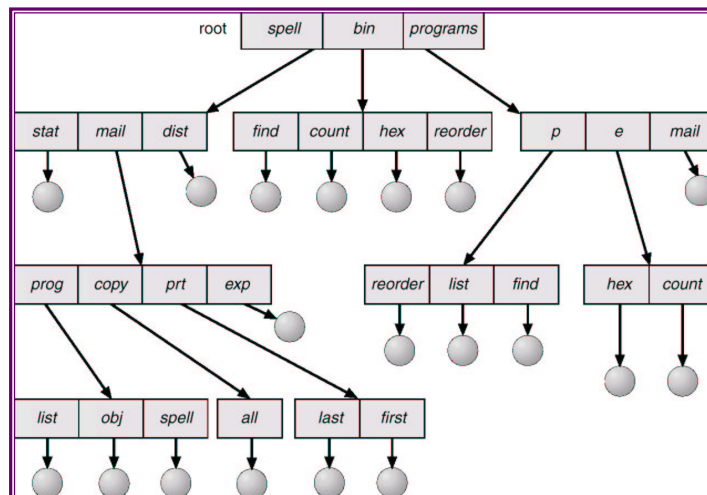 root spell bin programs
stat mail dist find count hex reorder p e mail
prog copy prt exp reorder list find hex count
list obj spell all last first